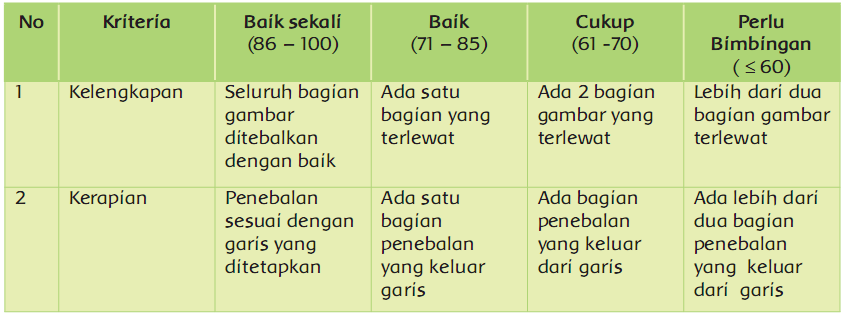 No
Kriteria
Baik sekali
(86 – 100)
Baik
(71 – 85)
Cukup
(61 -70)
Perlu
Bimbingan
( ≤ 60)
1
Kelengkapan
Seluruh bagian
gambar
ditebalkan
dengan baik
Ada satu
bagian yang
terlewat
Ada 2 bagian
gambar yang
terlewat
Lebih dari dua
bagian gambar
terlewat
2
Kerapian
Penebalan
sesuai dengan
garis yang
ditetapkan
Ada satu
bagian
penebalan
yang keluar
garis
Ada bagian
penebalan
yang keluar
dari garis
Ada lebih dari
dua bagian
penebalan
yang keluar
dari garis